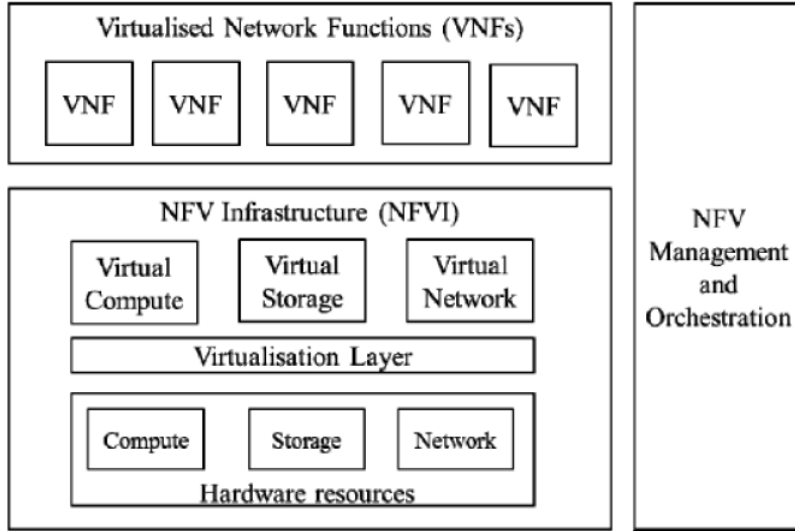 Virtualised Network Functions (VNFs)
VNF
VNF
VNF
VNF
VNF
NFV Infrastructure (NFVI)
Virtual
Compute
Virtual
Storage
Virtual
Network
Virtualisation Layer
Compute
Storage
Network
Hardware resources
NFV
Management
and
Orchestration